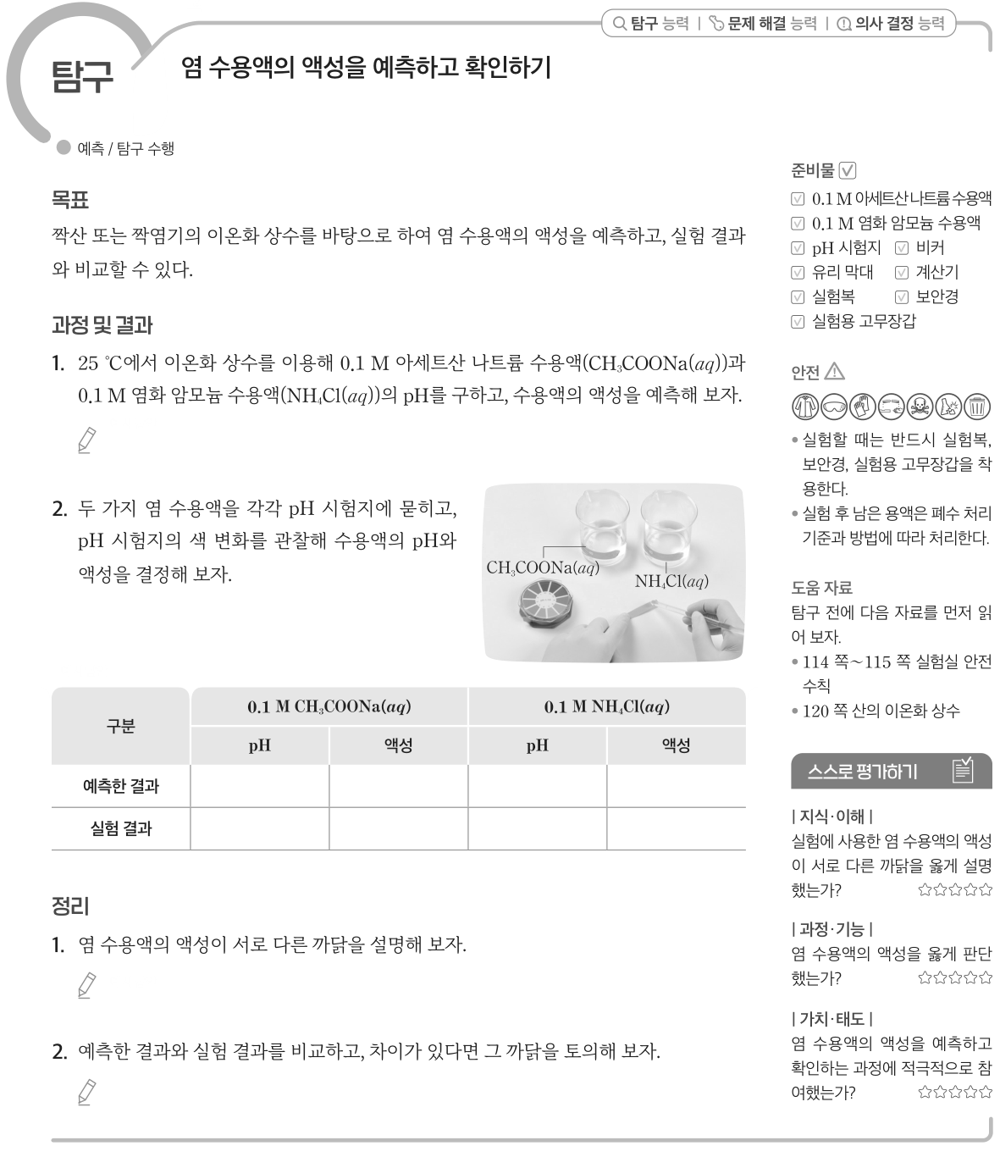 탐구 능력 | 문제 해결 능력 | 의사 결정 능력
탐구
염 수용액의 액성을 예측하고 확인하기
예측 / 탐구 수행
목표
짝산 또는 짝염기의 이온화 상수를 바탕으로 하여 염 수용액의 액성을 예측하고, 실험 결과
와 비교할 수 있다.
과정 및 결과
1. 25 ℃에서 이온화 상수를 이용해 0.1 M 아세트산 나트륨 수용액(CH₃COONa(aq))과
0.1 M 염화 암모늄 수용액(NH₄Cl(aq))의 pH를 구하고, 수용액의 액성을 예측해 보자.
2. 두 가지 염 수용액을 각각 pH 시험지에 묻히고,
pH 시험지의 색 변화를 관찰해 수용액의 pH와
액성을 결정해 보자.
CH₃COONa(aq)
NH₄Cl(aq)
구분
0.1 M CH₃COONa(aq)
0.1 M NH₄Cl(aq)
pH
액성
pH
액성
예측한 결과
실험 결과
정리
1. 염 수용액의 액성이 서로 다른 까닭을 설명해 보자.
2. 예측한 결과와 실험 결과를 비교하고, 차이가 있다면 그 까닭을 토의해 보자.
준비물
0.1 M 아세트산 나트륨 수용액
0.1 M 염화 암모늄 수용액
pH 시험지 비커
유리 막대 계산기
실험복 보안경
실험용 고무장갑
안전
• 실험할 때는 반드시 실험복,
보안경, 실험용 고무장갑을 착
용한다.
• 실험 후 남은 용액은 폐수 처리
기준과 방법에 따라 처리한다.
도움 자료
탐구 전에 다음 자료를 먼저 읽
어 보자.
• 114 쪽~115 쪽 실험실 안전
수칙
• 120 쪽 산의 이온화 상수
스스로 평가하기
| 지식·이해 |
실험에 사용한 염 수용액의 액성
이 서로 다른 까닭을 옳게 설명
했는가? ☆☆☆☆☆
| 과정·기능 |
염 수용액의 액성을 옳게 판단
했는가? ☆☆☆☆☆
| 가치·태도 |
염 수용액의 액성을 예측하고
확인하는 과정에 적극적으로 참
여했는가? ☆☆☆☆☆